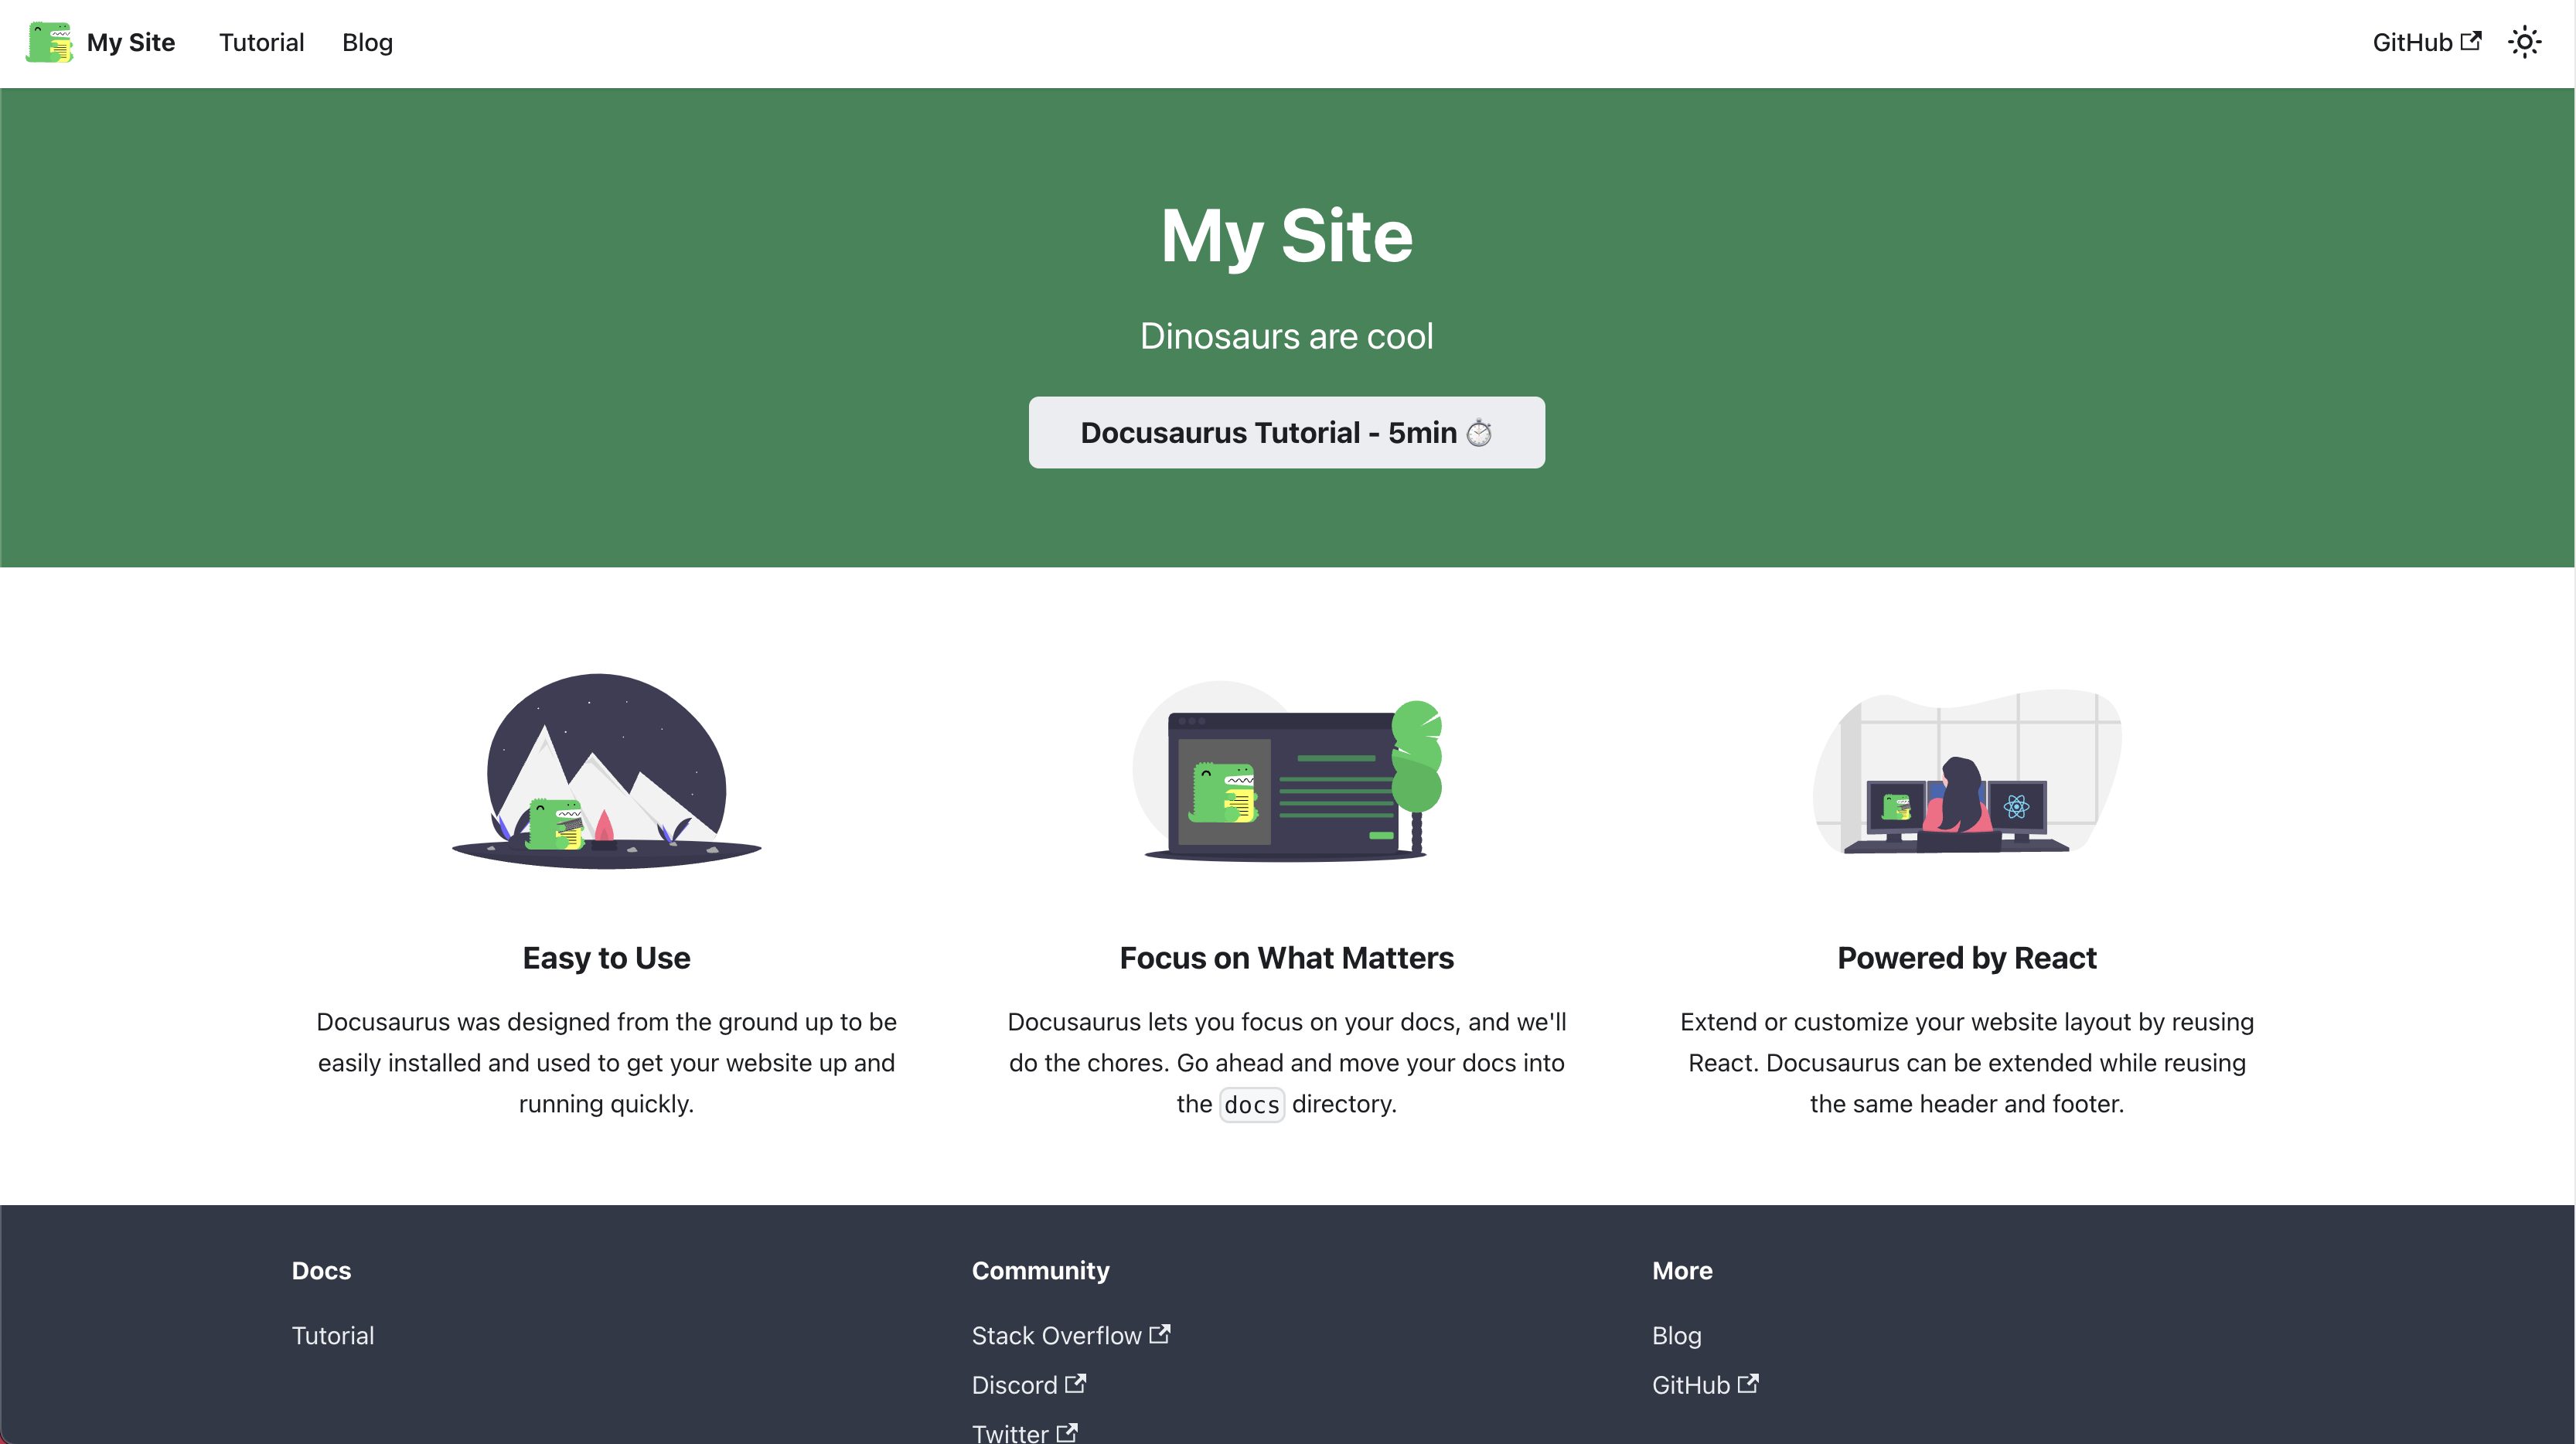 My Site Tutorial Blog GitHub
My Site
Dinosaurs are cool
Docusaurus Tutorial - 5min ⏱️
Easy to Use
Docusaurus was designed from the ground up to be
easily installed and used to get your website up and
running quickly.
Focus on What Matters
Docusaurus lets you focus on your docs, and we'll
do the chores. Go ahead and move your docs into
the docs directory.
Powered by React
Extend or customize your website layout by reusing
React. Docusaurus can be extended while reusing
the same header and footer.
Docs
Tutorial
Community
Stack Overflow
Discord
Twitter
More
Blog
GitHub